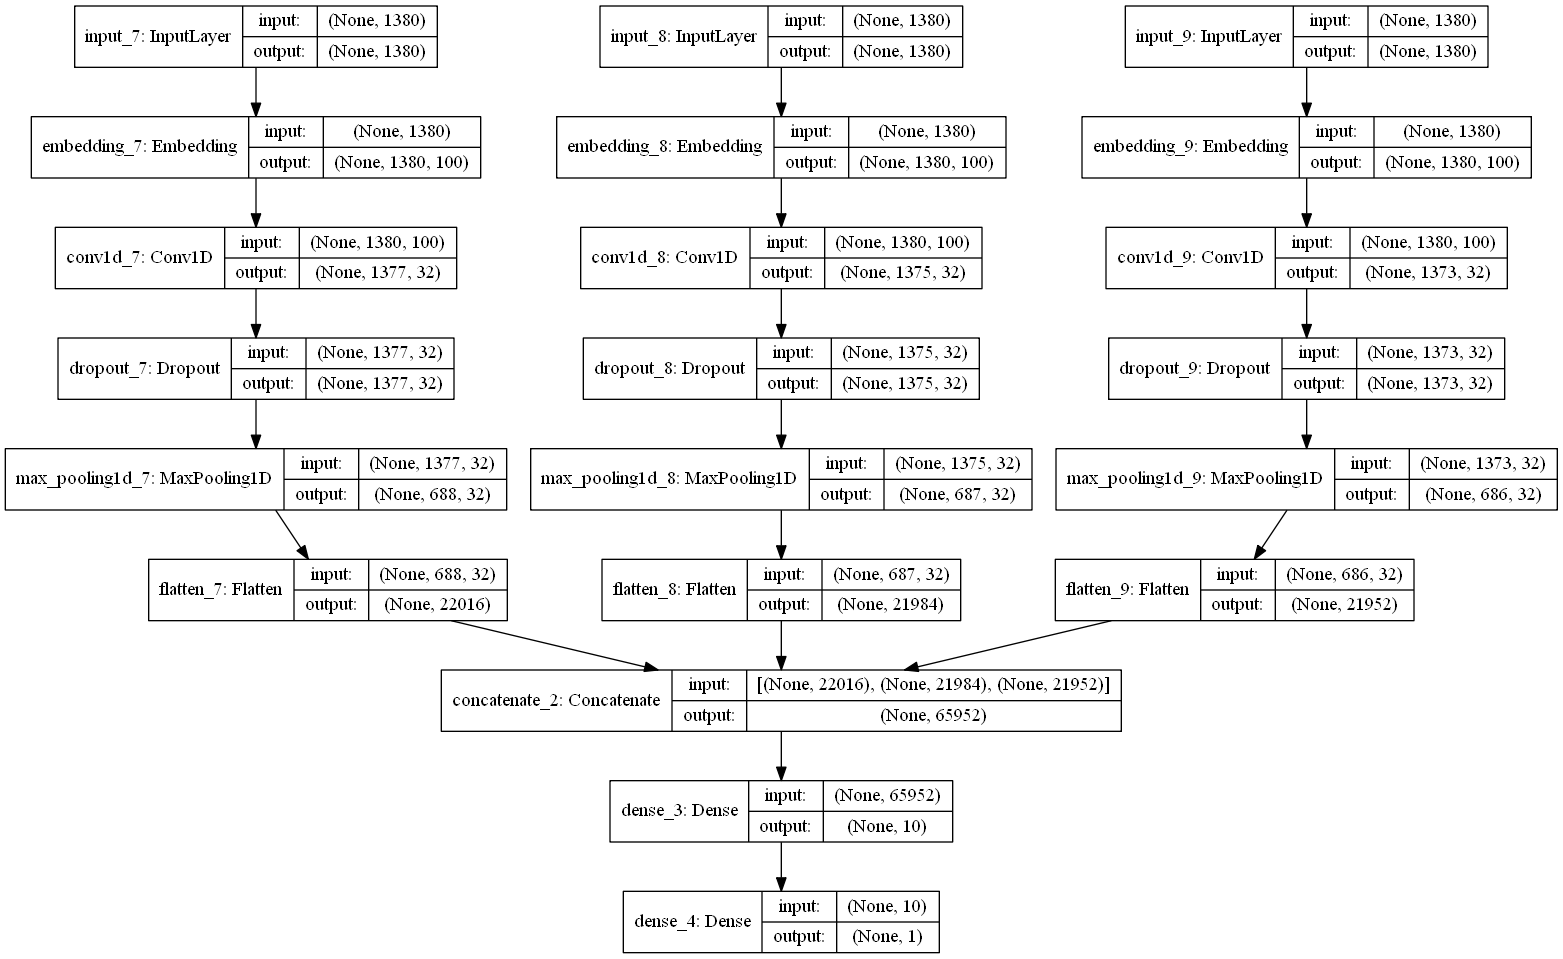 input_7: InputLayer
input: (None, 1380)
output: (None, 1380)
input_8: InputLayer
input: (None, 1380)
output: (None, 1380)
input_9: InputLayer
input: (None, 1380)
output: (None, 1380)
embedding_7: Embedding
input: (None, 1380)
output: (None, 1380, 100)
embedding_8: Embedding
input: (None, 1380)
output: (None, 1380, 100)
embedding_9: Embedding
input: (None, 1380)
output: (None, 1380, 100)
conv1d_7: Conv1D
input: (None, 1380, 100)
output: (None, 1377, 32)
conv1d_8: Conv1D
input: (None, 1380, 100)
output: (None, 1375, 32)
conv1d_9: Conv1D
input: (None, 1380, 100)
output: (None, 1373, 32)
dropout_7: Dropout
input: (None, 1377, 32)
output: (None, 1377, 32)
dropout_8: Dropout
input: (None, 1375, 32)
output: (None, 1375, 32)
dropout_9: Dropout
input: (None, 1373, 32)
output: (None, 1373, 32)
max_pooling1d_7: MaxPooling1D
input: (None, 1377, 32)
output: (None, 688, 32)
max_pooling1d_8: MaxPooling1D
input: (None, 1375, 32)
output: (None, 687, 32)
max_pooling1d_9: MaxPooling1D
input: (None, 1373, 32)
output: (None, 686, 32)
flatten_7: Flatten
input: (None, 688, 32)
output: (None, 22016)
flatten_8: Flatten
input: (None, 687, 32)
output: (None, 21984)
flatten_9: Flatten
input: (None, 686, 32)
output: (None, 21952)
concatenate_2: Concatenate
input: [(None, 22016), (None, 21984), (None, 21952)]
output: (None, 65952)
dense_3: Dense
input: (None, 65952)
output: (None, 10)
dense_4: Dense
input: (None, 10)
output: (None, 1)